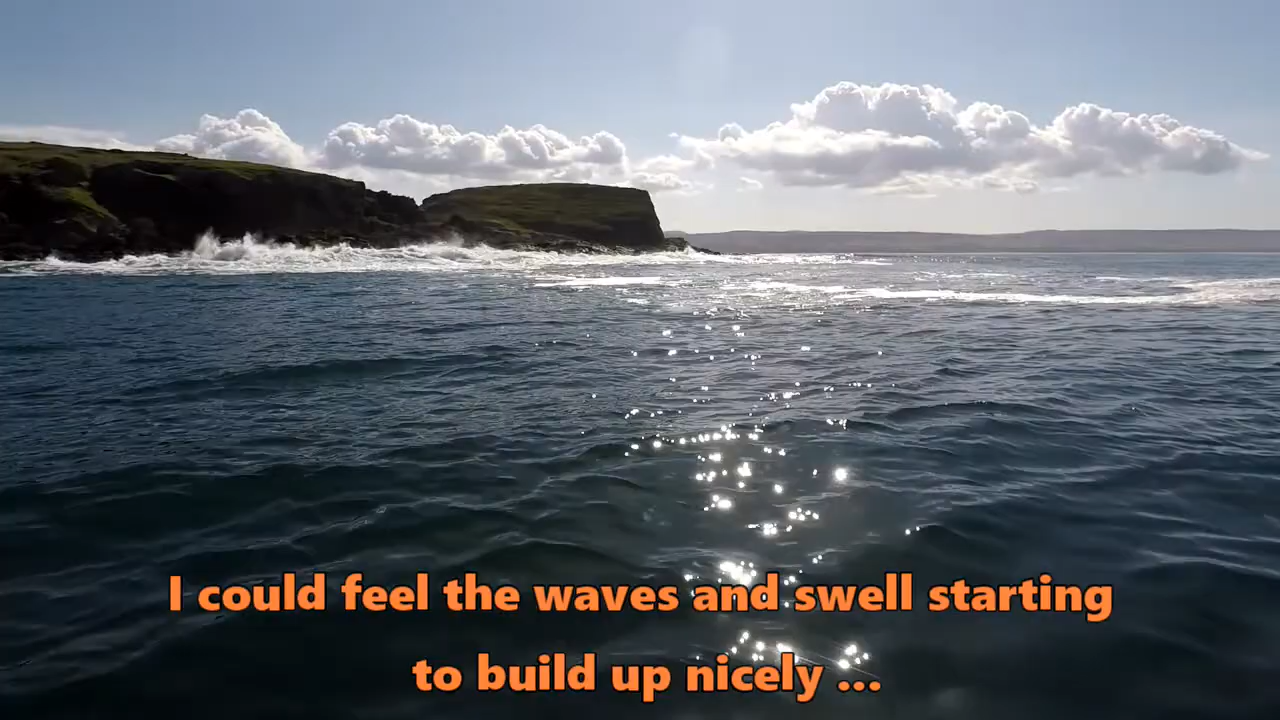 I could feel the waves and swell starting
to build up nicely ...